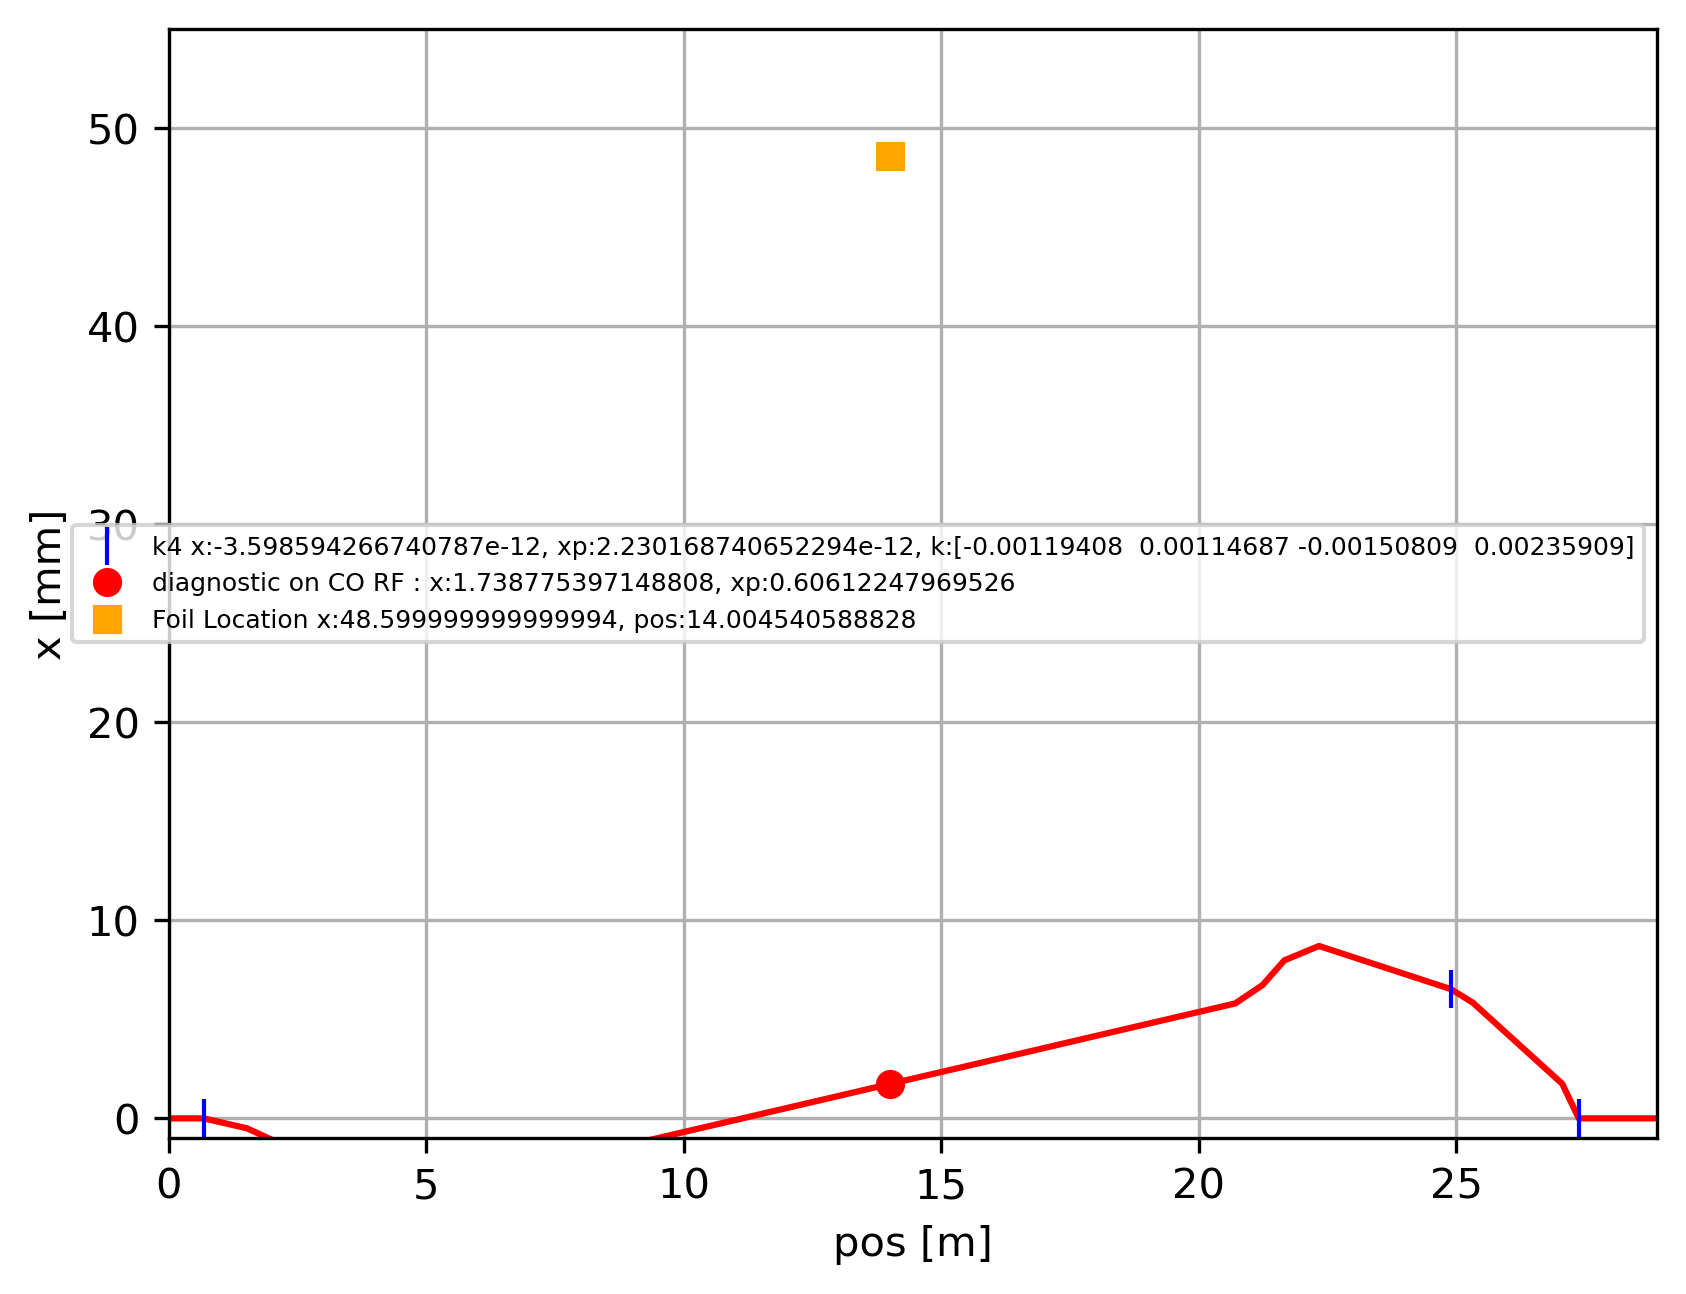 50
40
30
x [mm]
k4 x:-3.598594266740787e-12, xp:2.230168740652294e-12, k:[-0.00119408  0.00114687 -0.00150809  0.00235909]
diagnostic on CO RF : x:1.738775397148808, xp:0.60612247969526
Foil Location x:48.599999999999994, pos:14.004540588828
20
10
0
0 5 10 15 20 25
pos [m]